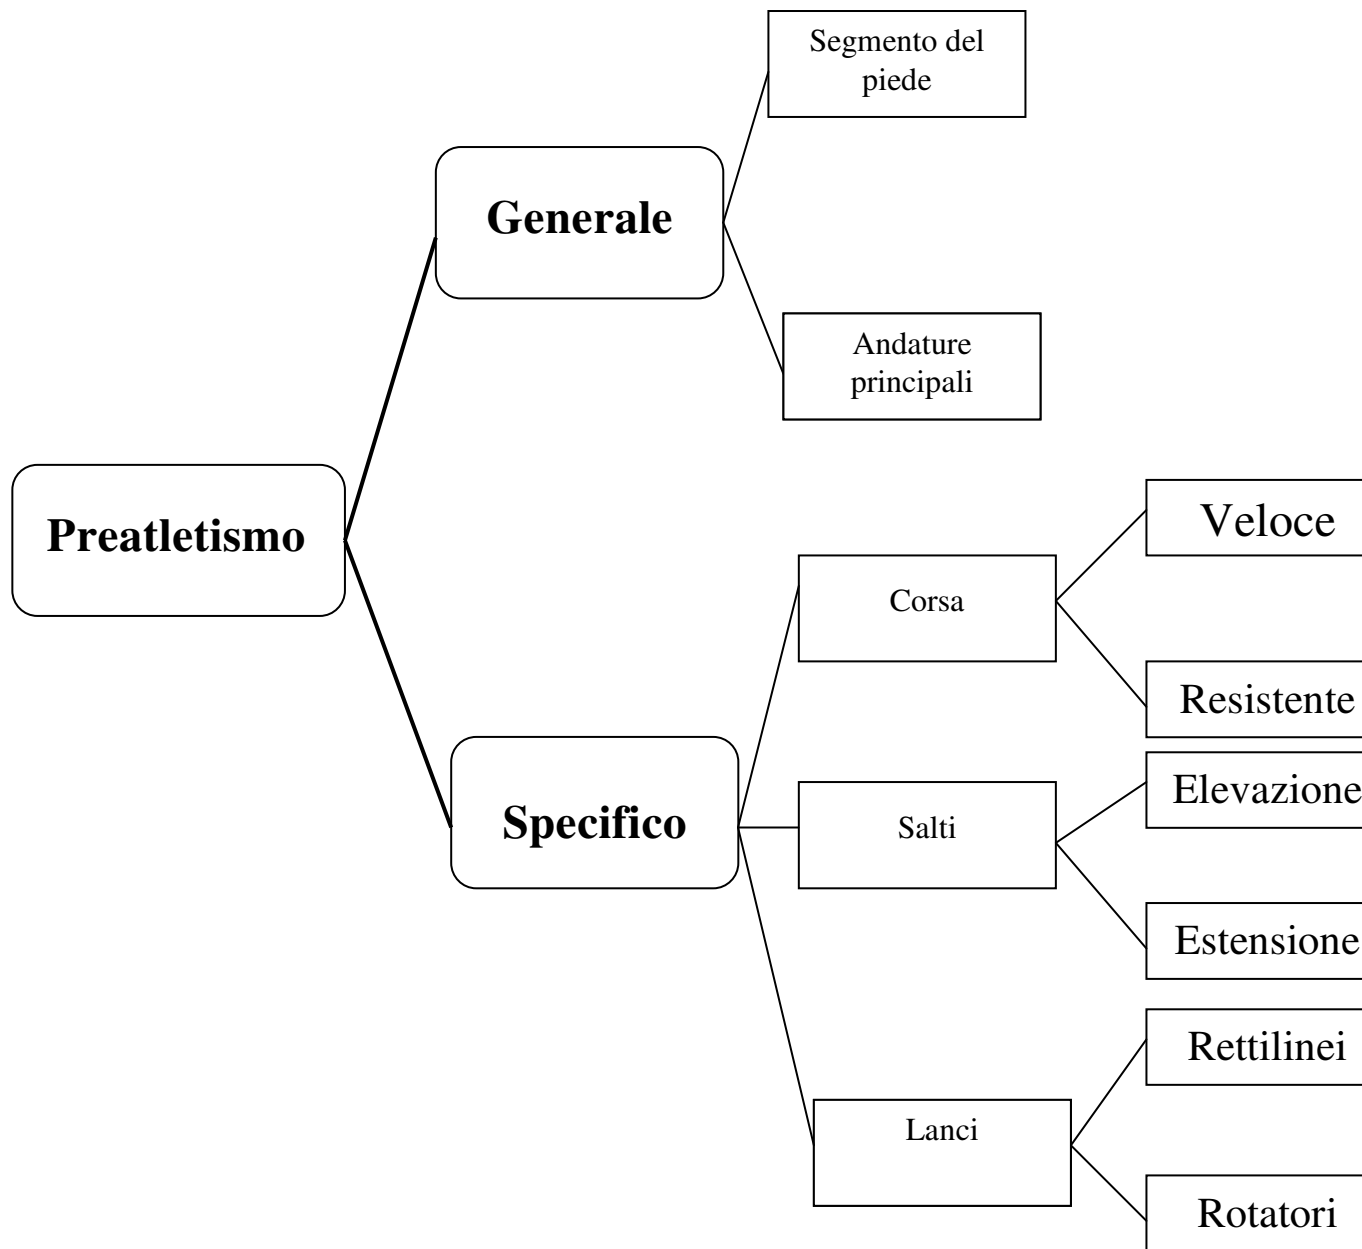 Segmento del
piede
Generale
Andature
principali
Preatletismo
Veloce
Corsa
Resistente
Elevazione
Specifico
Salti
Estensione
Rettilinei
Lanci
Rotatori